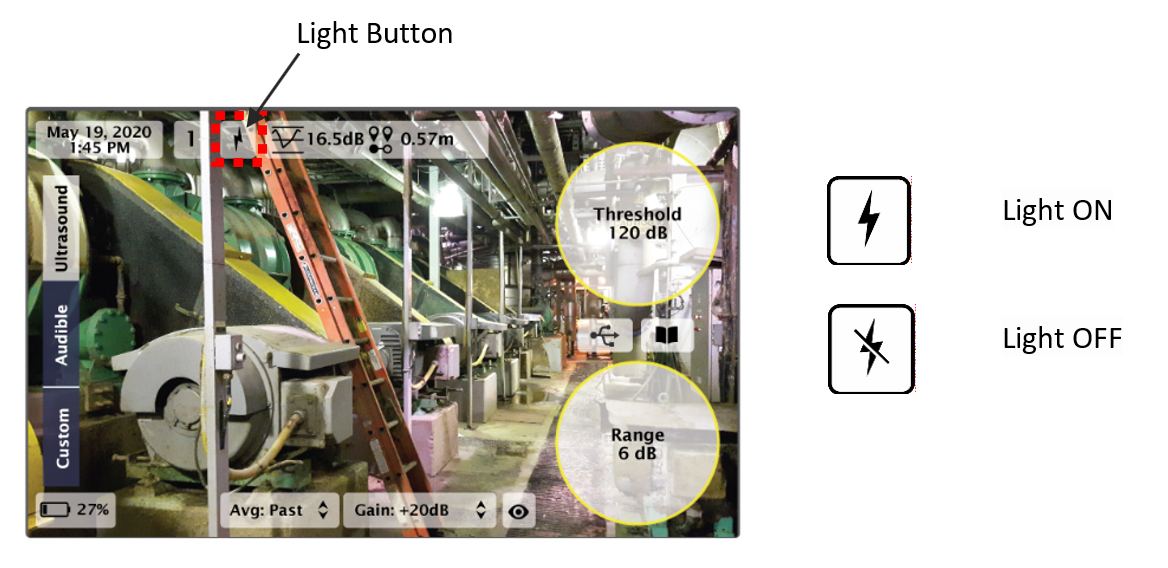 Light Button
May 19, 2020
1:45 PM
1
16.5dB
0.57m
Ultrasound
Audible
Custom
Threshold
120 dB
Range
6 dB
27%
Avg: Past
Gain: +20dB
Light ON
Light OFF